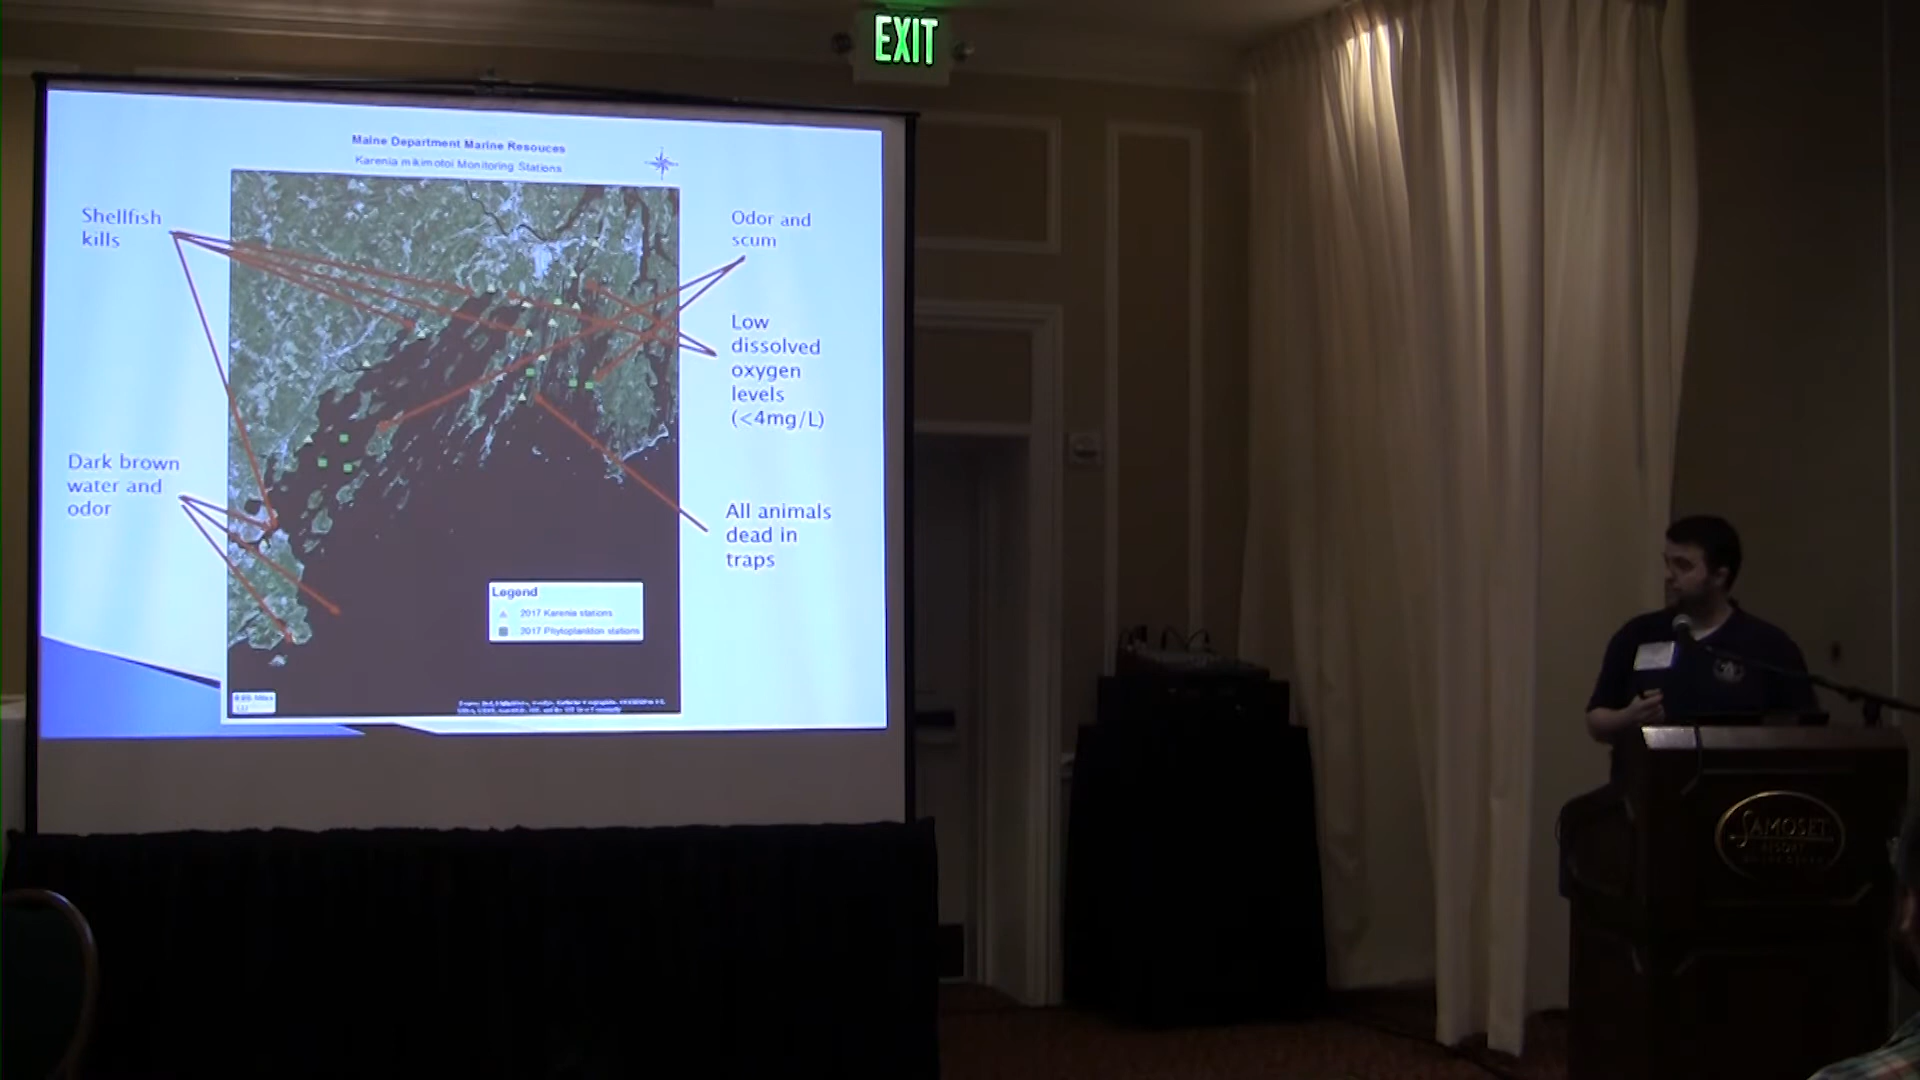 EXIT
Maine Department Marine Resouces
Karenia mikimotoi Monitoring Stations
Shellfish
kills
Odor and
scum
Low
dissolved
oxygen
levels
(<4mg/L)
Dark brown
water and
odor
All animals
dead in
traps
Legend
2017 Karenia stations
2017 Phytoplankton stations
SAMOSET
RESORT